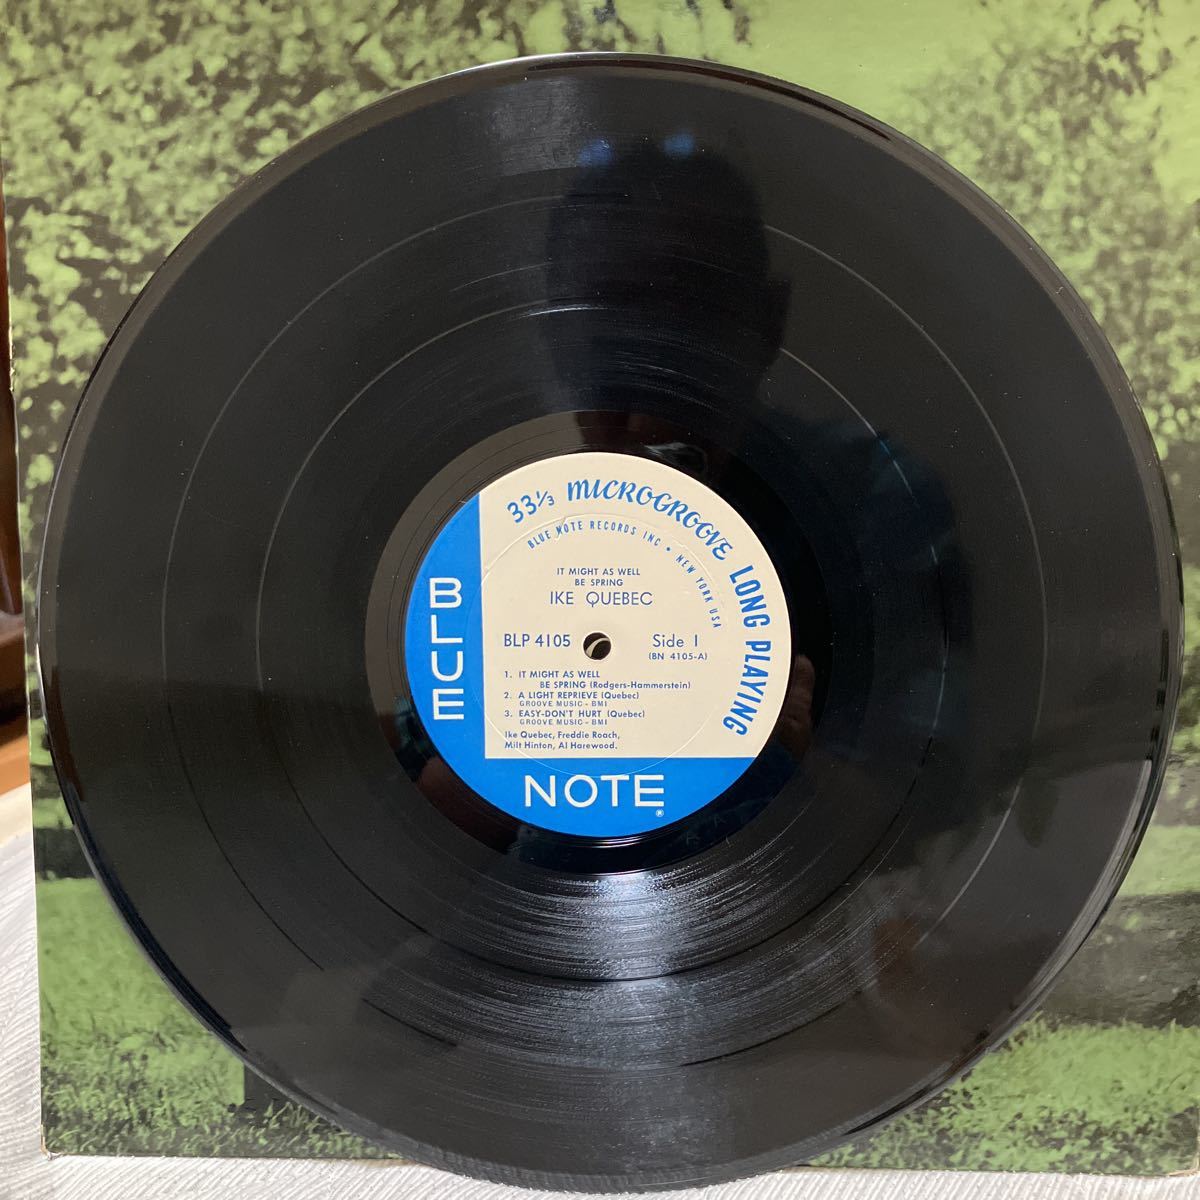 33⅓ MICROGROOVE LONG PLAYING
BLUE NOTE RECORDS INC • NEW YORK USA
IT MIGHT AS WELL
BE SPRING
IKE QUEBEC
BLP 4105
Side 1
(BN 4105-A)
1. IT MIGHT AS WELL
BE SPRING (Rodgers-Hammerstein)
2. A LIGHT REPRIEVE (Quebec)
GROOVE MUSIC - BMI
3. EASY-DON'T HURT (Quebec)
GROOVE MUSIC - BMI
Ike Quebec, Freddie Roach,
Milt Hinton, Al Harewood.
BLUE
NOTE
®